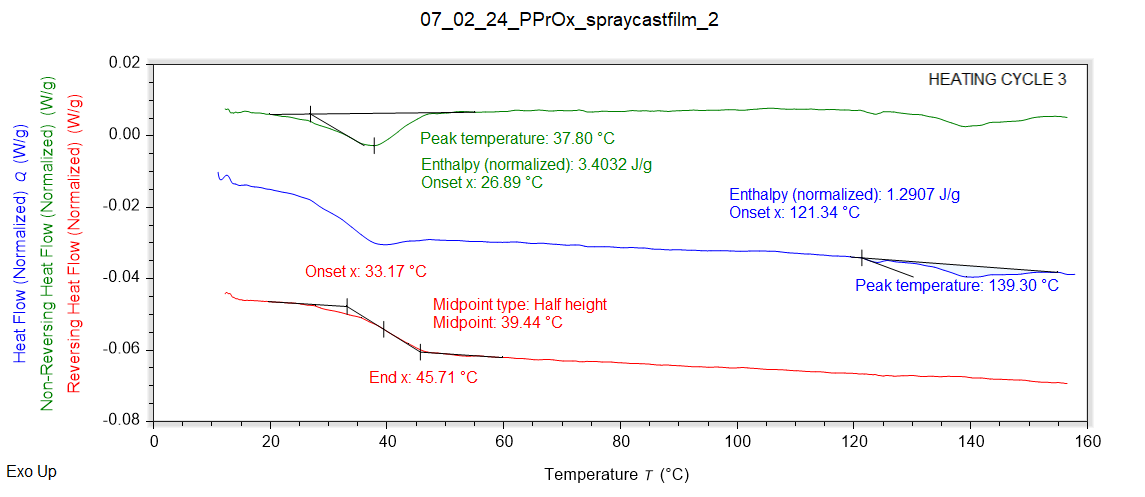 07_02_24_PPrOx_spraycastfilm_2
HEATING CYCLE 3
Heat Flow (Normalized) Q (W/g)
Non-Reversing Heat Flow (Normalized) (W/g)
Reversing Heat Flow (Normalized) (W/g)
0.02
0.00
-0.02
-0.04
-0.06
-0.08
Peak temperature: 37.80 °C
Enthalpy (normalized): 3.4032 J/g
Onset x: 26.89 °C
Enthalpy (normalized): 1.2907 J/g
Onset x: 121.34 °C
Peak temperature: 139.30 °C
Onset x: 33.17 °C
Midpoint type: Half height
Midpoint: 39.44 °C
End x: 45.71 °C
0 20 40 60 80 100 120 140 160
Exo Up
Temperature T (°C)